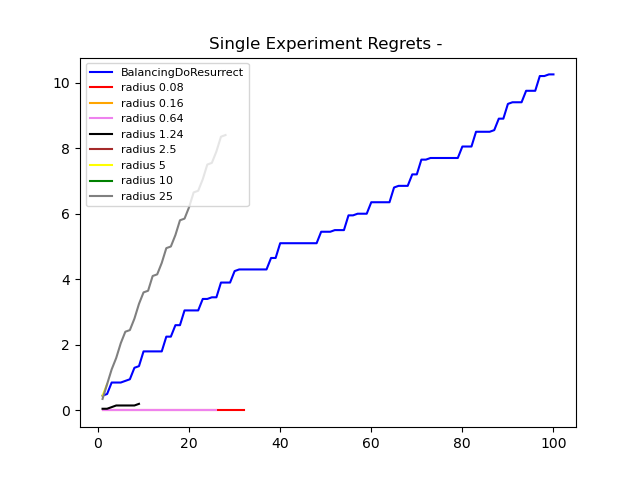 Single Experiment Regrets -
BalancingDoResurrect
radius 0.08
radius 0.16
radius 0.64
radius 1.24
radius 2.5
radius 5
radius 10
radius 25
10
8
6
4
2
0
0 20 40 60 80 100